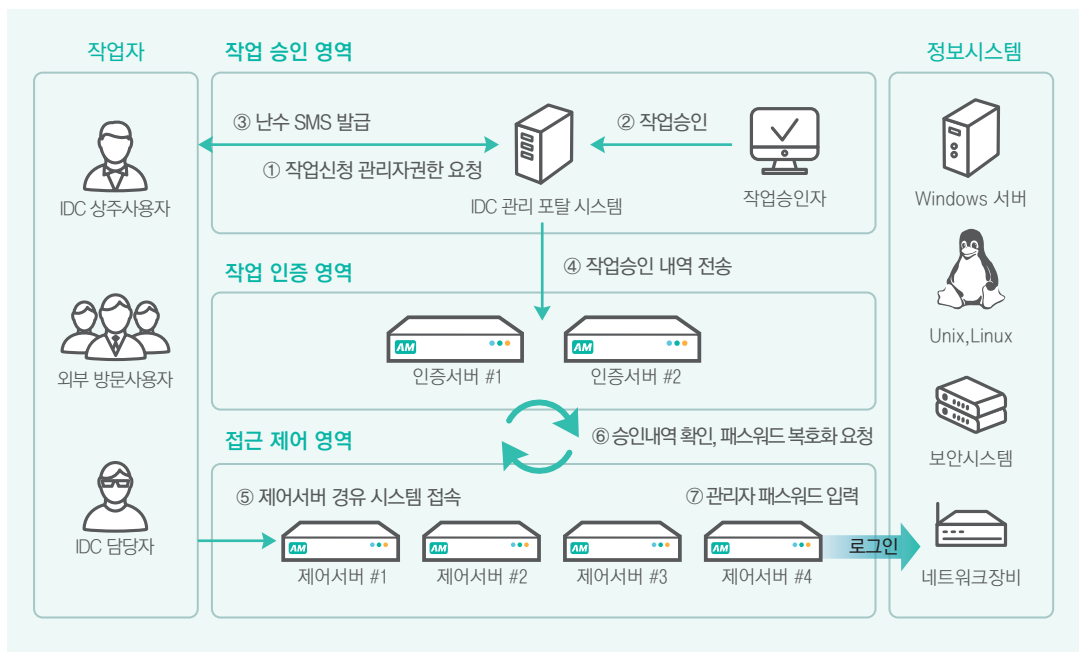 작업자
작업 승인 영역
정보시스템
③ 난수 SMS 발급
② 작업승인
① 작업신청 관리자권한 요청
IDC 상주사용자
IDC 관리 포탈 시스템
작업승인자
Windows 서버
작업 인증 영역
④ 작업승인 내역 전송
Unix,Linux
AM
AM
인증서버 #1
인증서버 #2
외부 방문사용자
접근 제어 영역
⑥ 승인내역 확인, 패스워드 복호화 요청
보안시스템
⑤ 제어서버 경유 시스템 접속
⑦ 관리자 패스워드 입력
IDC 담당자
AM
AM
AM
AM
로그인
제어서버 #1
제어서버 #2
제어서버 #3
제어서버 #4
네트워크장비